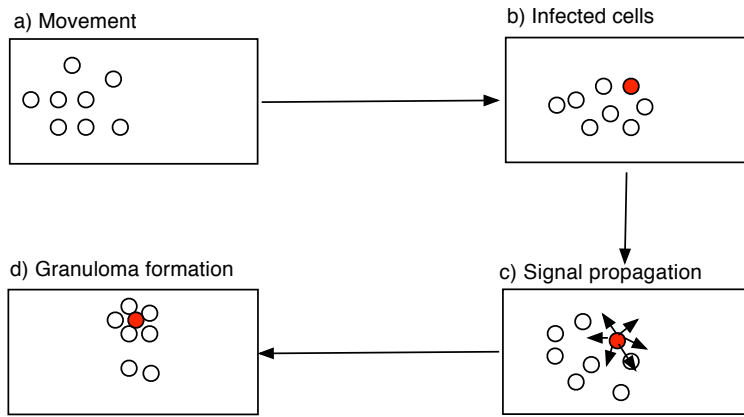 a) Movement
b) Infected cells
d) Granuloma formation
c) Signal propagation